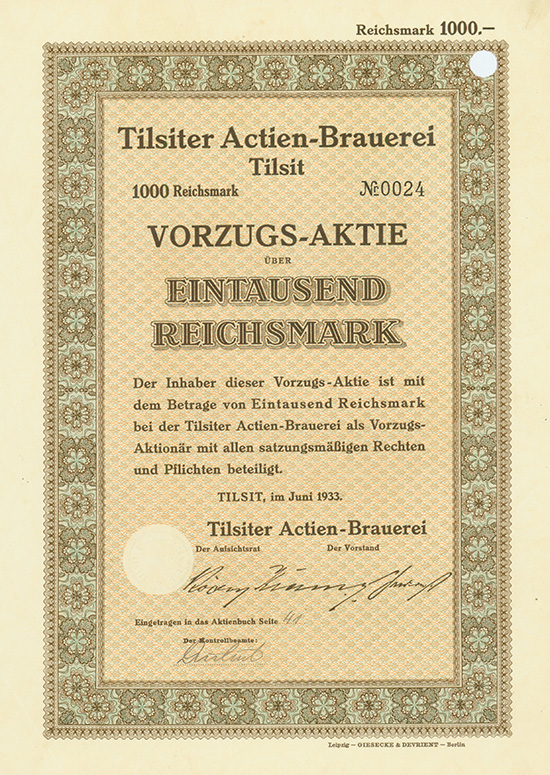 Reichsmark 1000.—
Tilsiter Actien-Brauerei
Tilsit
1000 Reichsmark № 0024
VORZUGS-AKTIE
ÜBER
EINTAUSEND
REICHSMARK
Der Inhaber dieser Vorzugs-Aktie ist mit
dem Betrage von Eintausend Reichsmark
bei der Tilsiter Actien-Brauerei als Vorzugs-
Aktionär mit allen satzungsmäßigen Rechten
und Pflichten beteiligt.
TILSIT, im Juni 1933.
Tilsiter Actien-Brauerei
Der Aufsichtsrat Der Vorstand
Eingetragen in das Aktienbuch Seite 41
Der Kontrollbeamte:
Leipzig — GIESECKE & DEVRIENT — Berlin